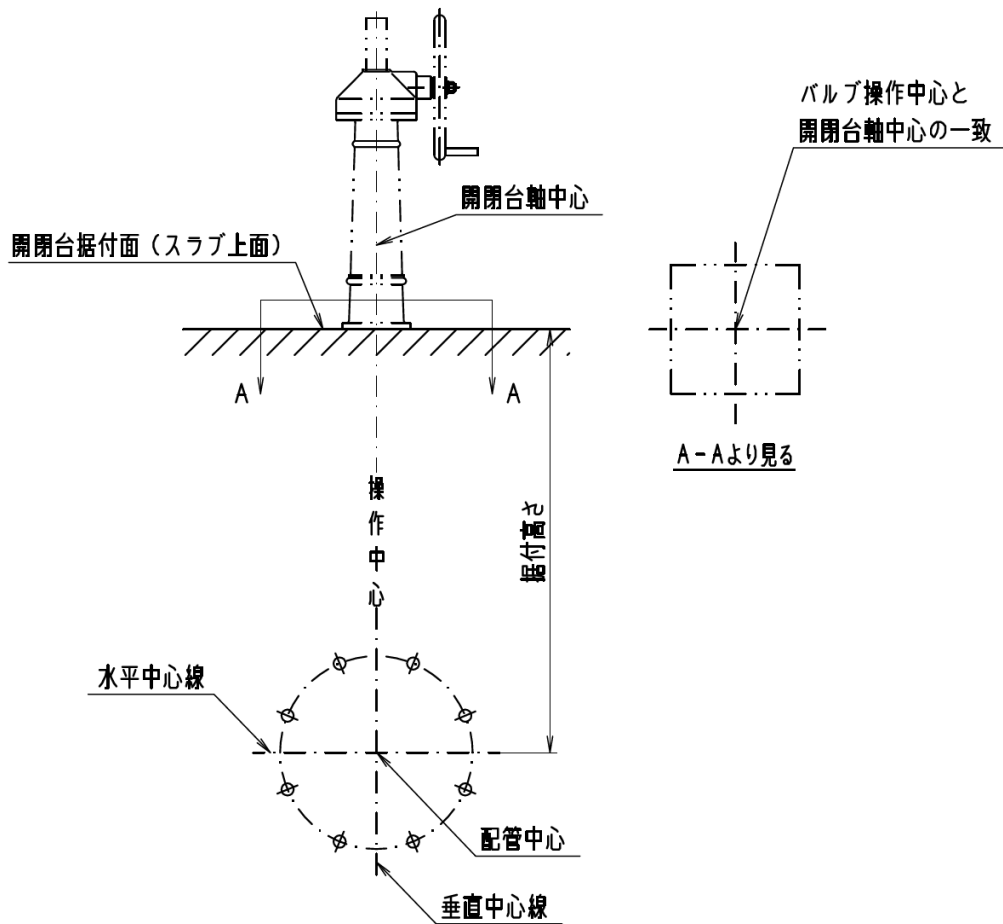 バルブ操作中心と
開閉台軸中心の一致
開閉台軸中心
開閉台据付面（スラブ上面）
A
A
A-Aより見る
操作中心
据付高さ
水平中心線
配管中心
垂直中心線